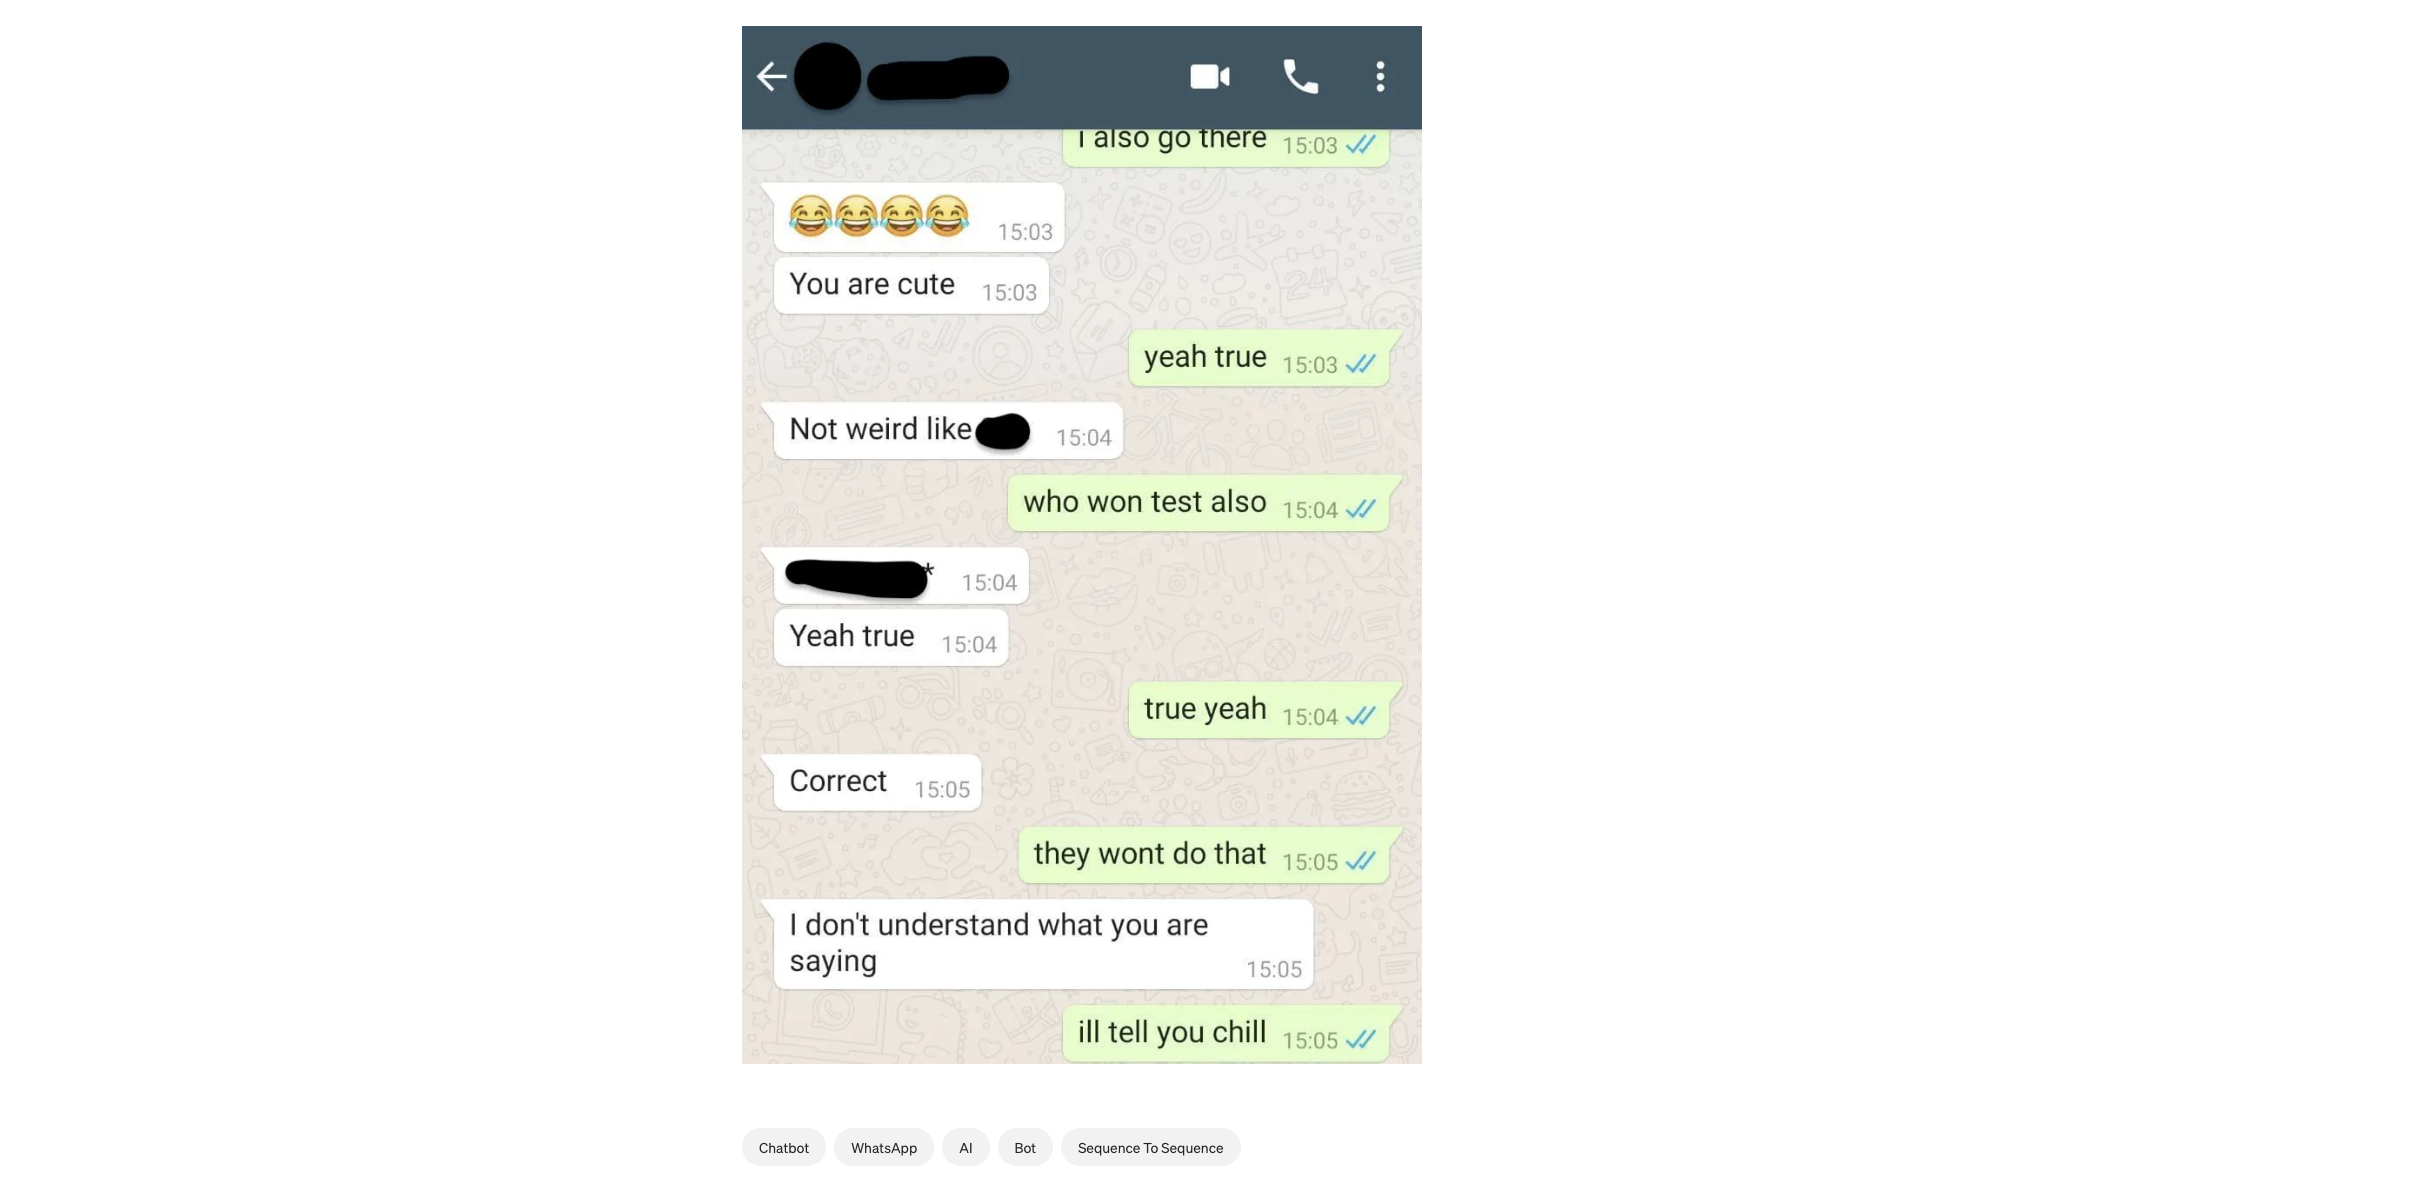 i also go there 15:03
😂😂😂😂 15:03
You are cute 15:03
yeah true 15:03
Not weird like 15:04
who won test also 15:04
* 15:04
Yeah true 15:04
true yeah 15:04
Correct 15:05
they wont do that 15:05
I don't understand what you are
saying 15:05
ill tell you chill 15:05
Chatbot WhatsApp AI Bot Sequence To Sequence